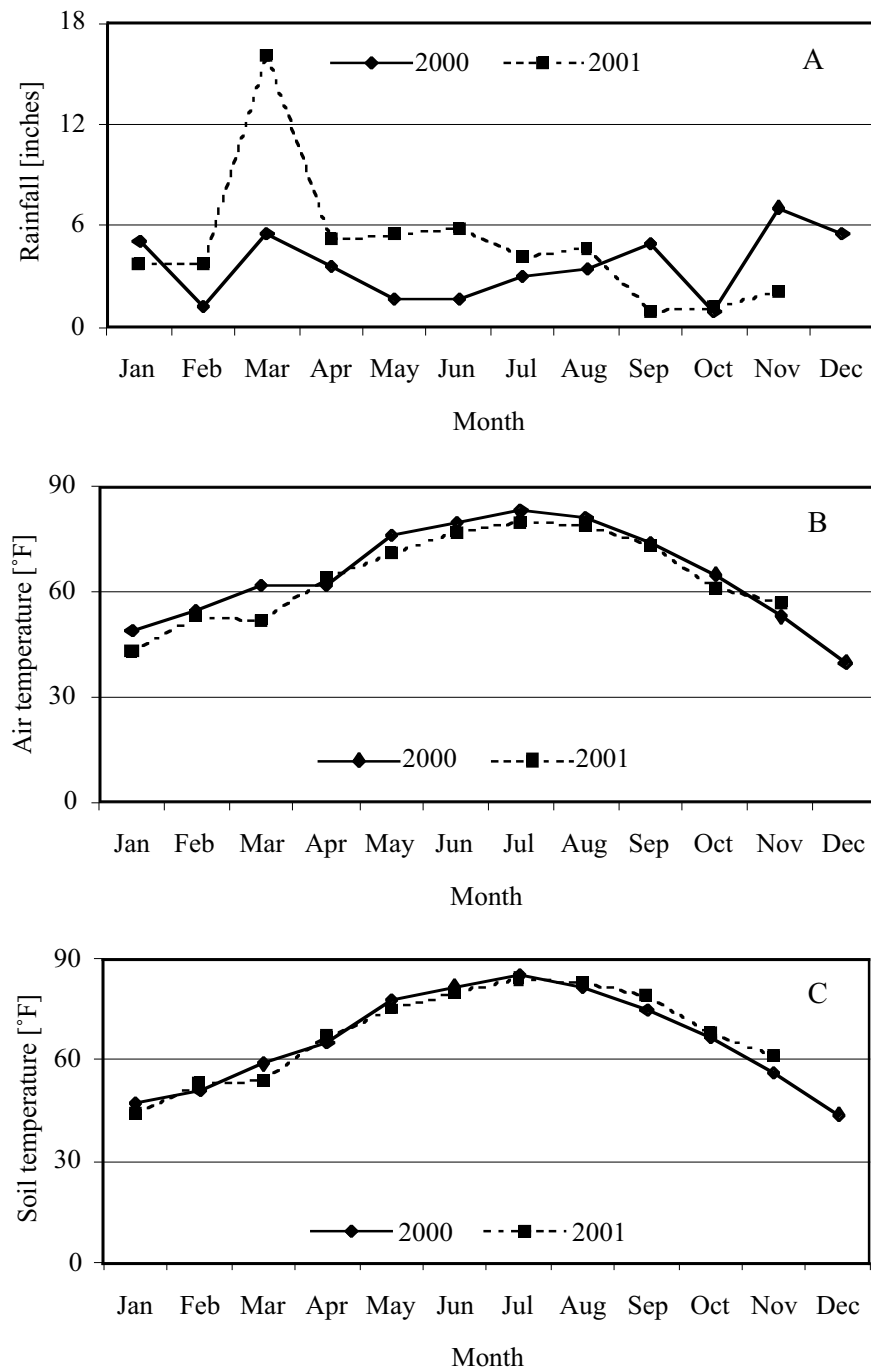 18
2000
2001
A
12
6
0
Rainfall [inches]
Jan Feb Mar Apr May Jun Jul Aug Sep Oct Nov Dec
Month
90
B
60
30
2000
2001
0
Air temperature [˚F]
Jan Feb Mar Apr May Jun Jul Aug Sep Oct Nov Dec
Month
90
C
60
30
2000
2001
0
Soil temperature [˚F]
Jan Feb Mar Apr May Jun Jul Aug Sep Oct Nov Dec
Month